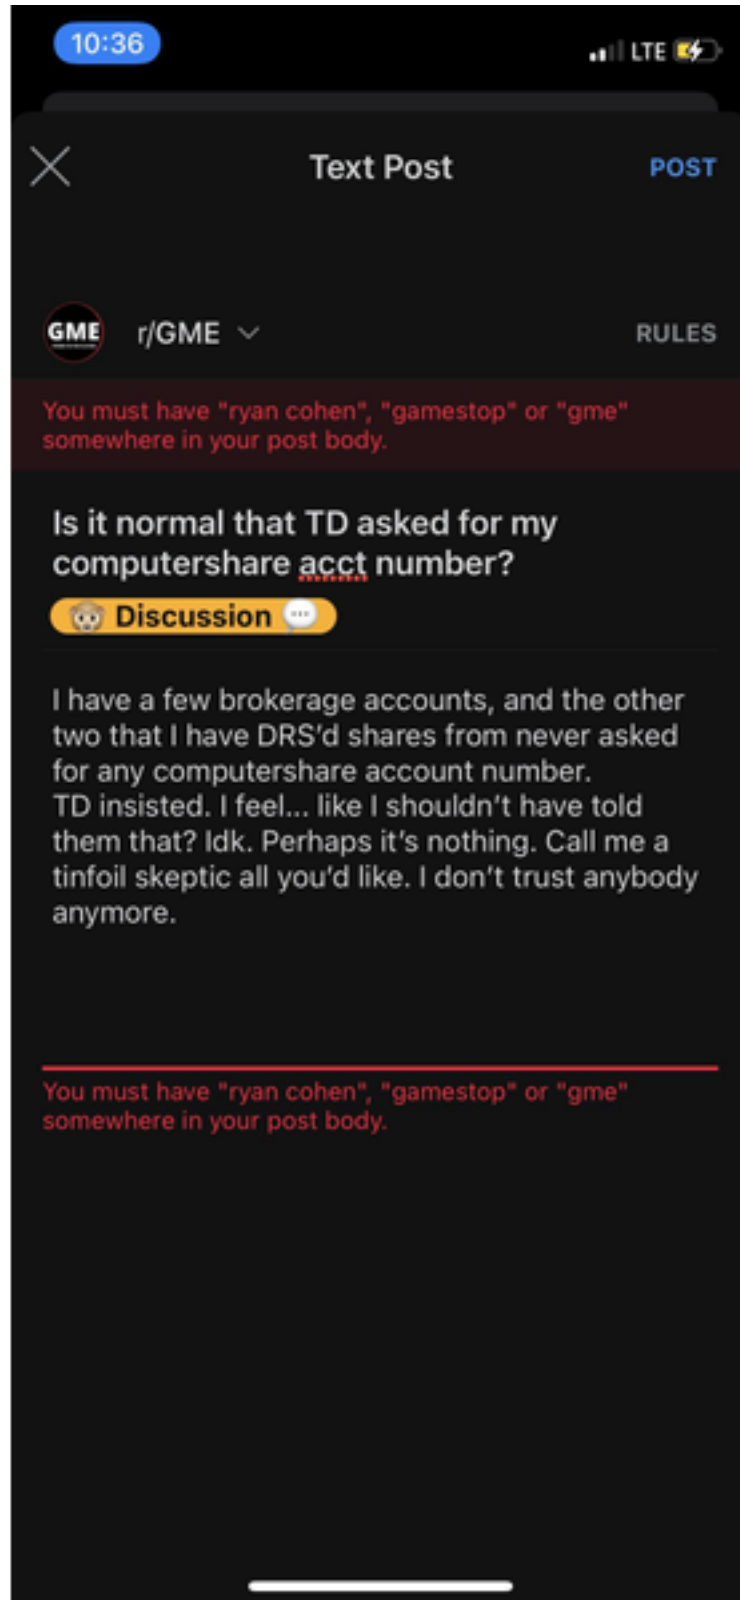 10:36
LTE
Text Post
POST
GME
r/GME
RULES
You must have "ryan cohen", "gamestop" or "gme"
somewhere in your post body.
Is it normal that TD asked for my
computershare acct number?
Discussion
I have a few brokerage accounts, and the other
two that I have DRS'd shares from never asked
for any computershare account number.
TD insisted. I feel... like I shouldn't have told
them that? Idk. Perhaps it's nothing. Call me a
tinfoil skeptic all you'd like. I don't trust anybody
anymore.
You must have "ryan cohen", "gamestop" or "gme"
somewhere in your post body.